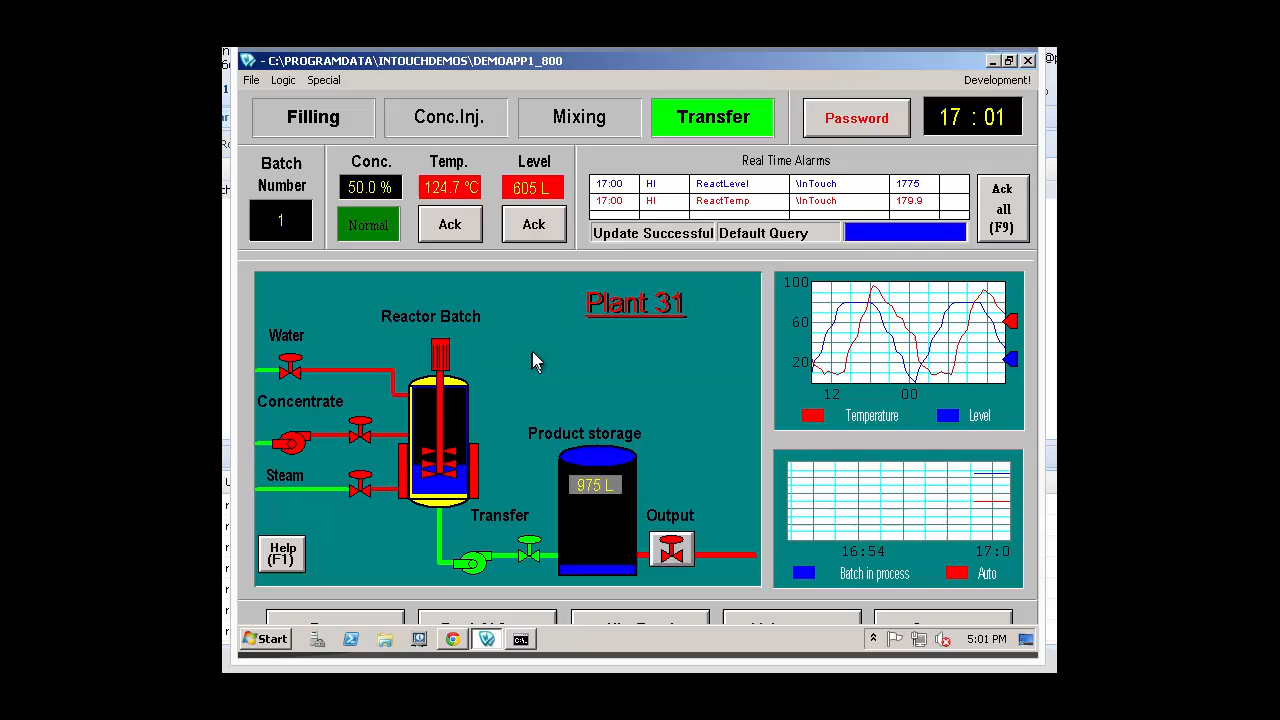 - C:\PROGRAMDATA\INTOUCHDEMOS\DEMOAPP1_800
File Logic Special Development!
Filling Conc.Inj. Mixing Transfer Password 17 : 01
Batch Number
1
Conc. Temp. Level
50.0 % 124.7 ºC 605 L
Normal Ack Ack
Real Time Alarms
17:00 HI ReactLevel \InTouch 1775
17:00 HI ReactTemp \InTouch 179.9
Update Successful Default Query
Ack
all
(F9)
Plant 31
Reactor Batch
Water
Concentrate
Steam
Product storage
975 L
Transfer
Output
Help
(F1)
100
60
20
12 00
Temperature Level
16:54 17:0
Batch in process Auto
Start 5:01 PM